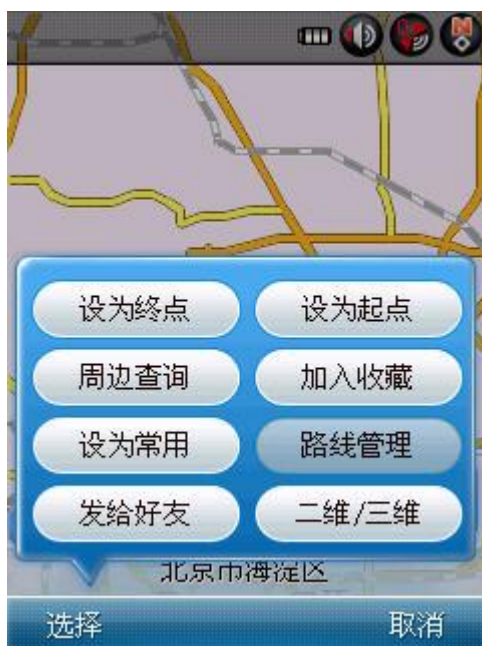 N
设为终点 设为起点
周边查询 加入收藏
设为常用 路线管理
发给好友 二维/三维
北京市海淀区
选择 取消